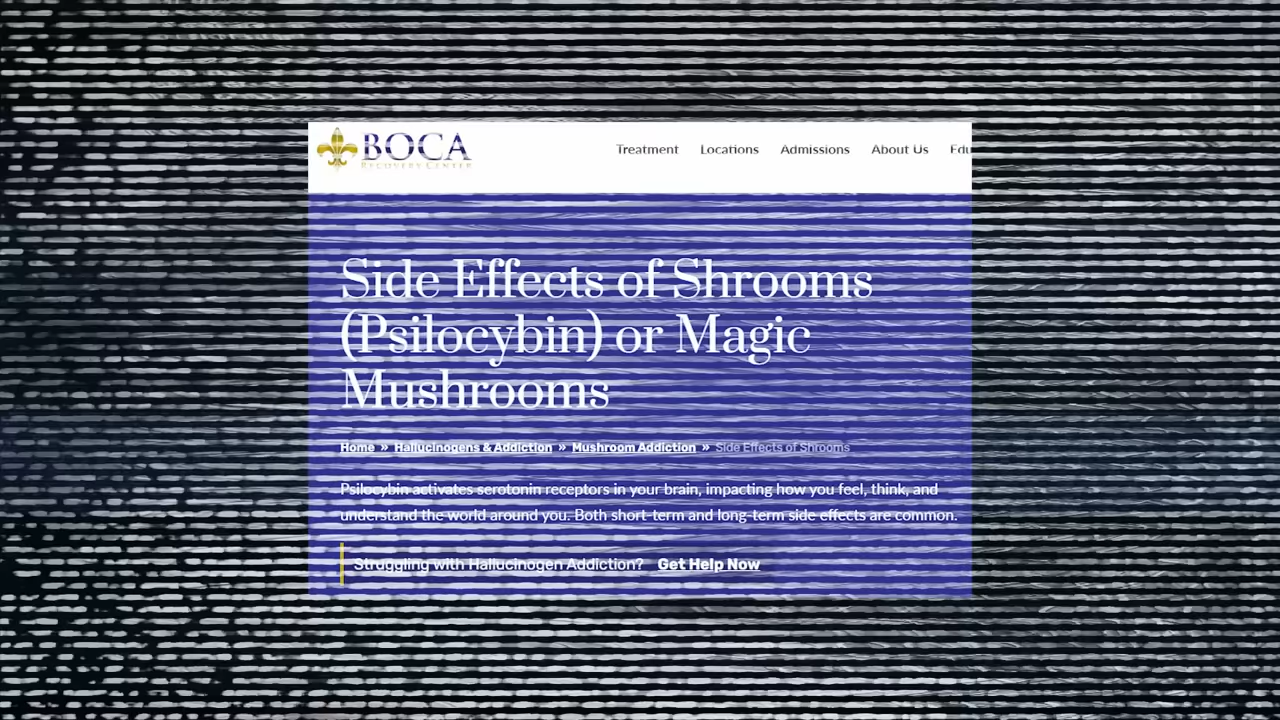 BOCA
RECOVERY CENTER
Treatment Locations Admissions About Us Edu
Side Effects of Shrooms
(Psilocybin) or Magic
Mushrooms
Home » Hallucinogens & Addiction » Mushroom Addiction » Side Effects of Shrooms
Psilocybin activates serotonin receptors in your brain, impacting how you feel, think, and
understand the world around you. Both short-term and long-term side effects are common.
Struggling with Hallucinogen Addiction? Get Help Now